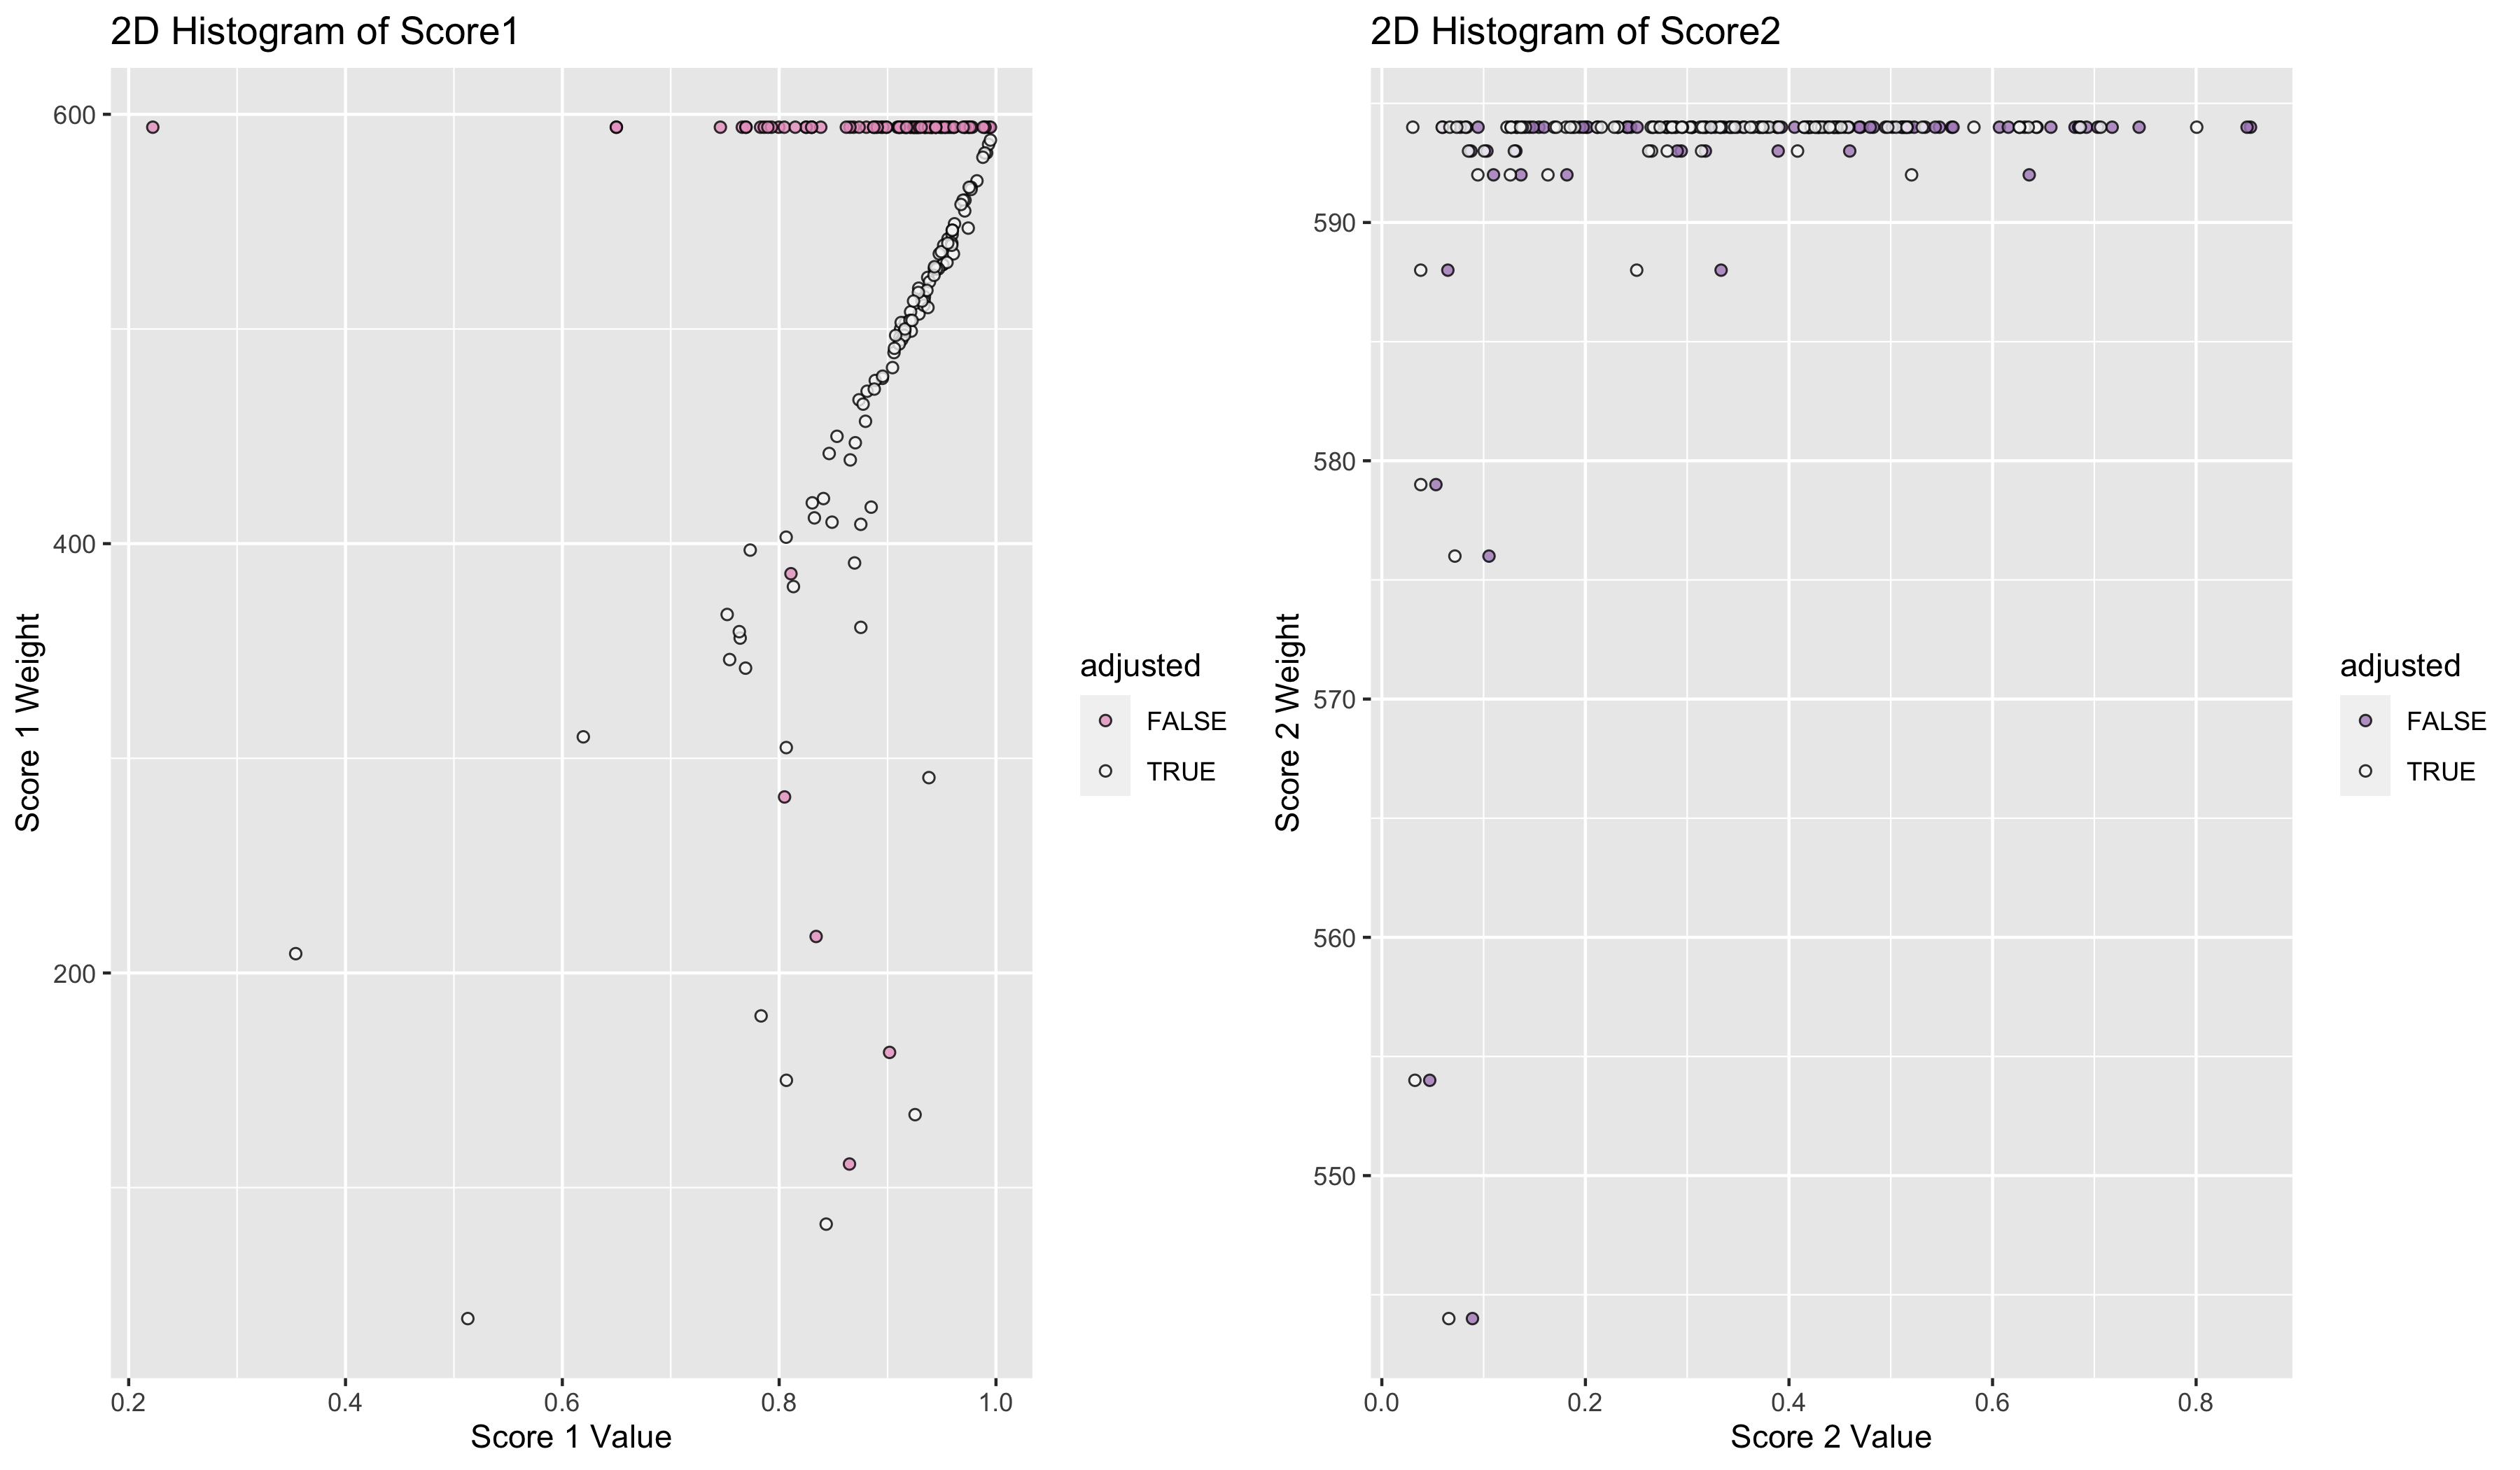 2D Histogram of Score1
600
400
200
Score 1 Weight
0.2
0.4
0.6
0.8
1.0
Score 1 Value
adjusted
FALSE
TRUE
2D Histogram of Score2
590
580
570
560
550
Score 2 Weight
0.0
0.2
0.4
0.6
0.8
Score 2 Value
adjusted
FALSE
TRUE